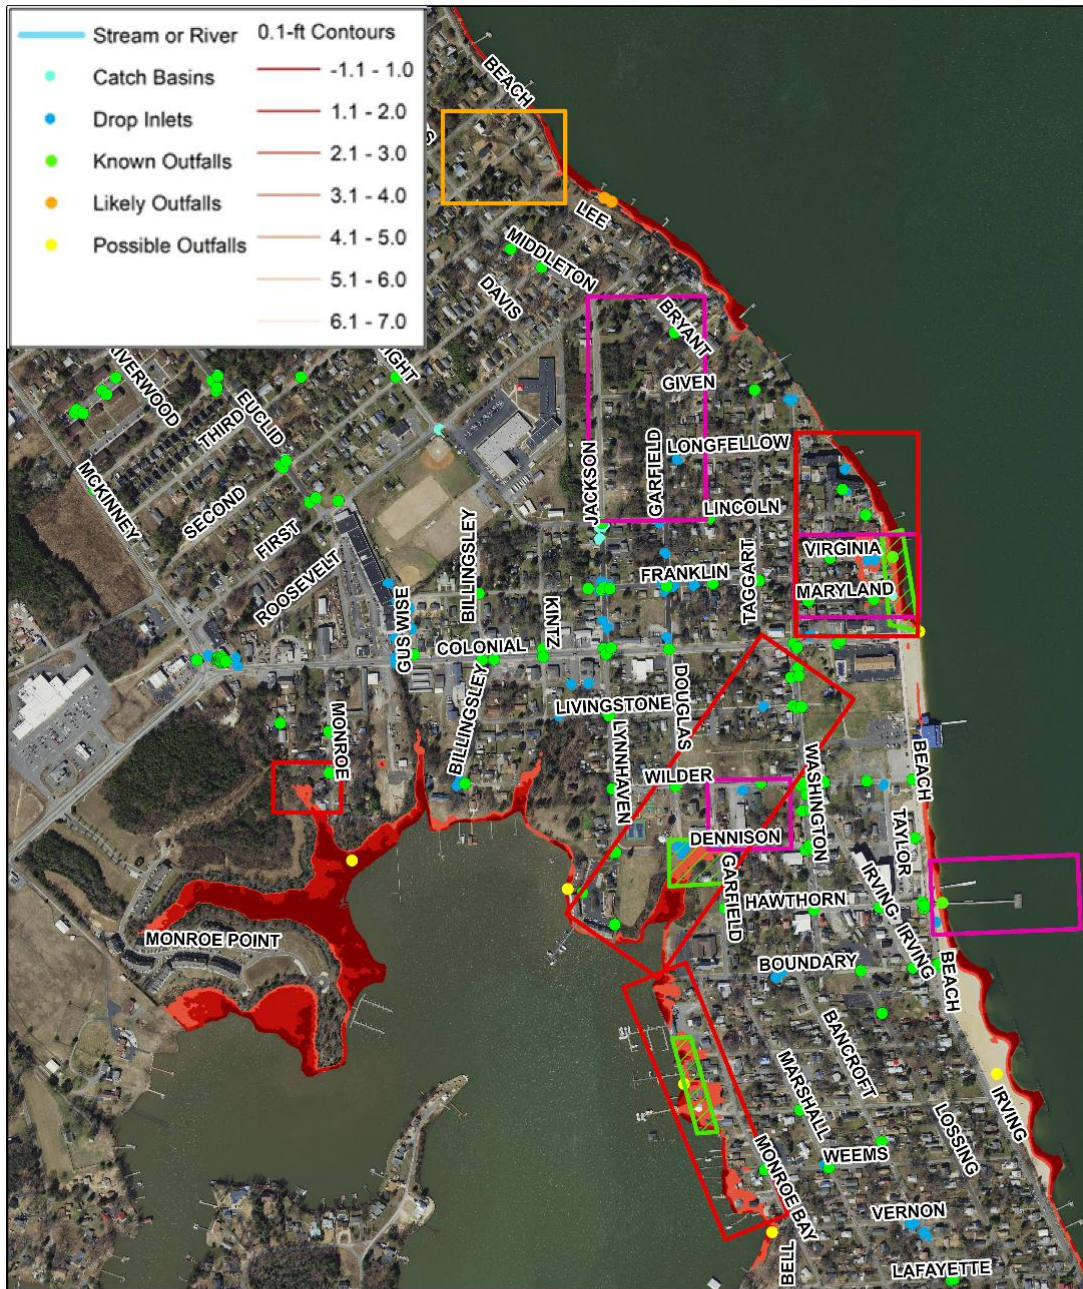 Stream or River
0.1-ft Contours
Catch Basins
-1.1 - 1.0
Drop Inlets
1.1 - 2.0
Known Outfalls
2.1 - 3.0
Likely Outfalls
3.1 - 4.0
Possible Outfalls
4.1 - 5.0
5.1 - 6.0
6.1 - 7.0
BEACH
LEE
MIDDLETON
DAVIS
BRYANT
GIVEN
EUCLID
THIRD
LONGFELLOW
GARFIELD
JACKSON
MCKINNEY
SECOND
LINCOLN
FIRST
BILLINGSLEY
VIRGINIA
ROOSEVELT
FRANKLIN
TAGGART
MARYLAND
KINTZ
GUS WISE
COLONIAL
BILLINGSLEY
LIVINGSTONE
DOUGLAS
MONROE
LYNNHAVEN
WASHINGTON
BEACH
WILDER
TAYLOR
DENNISON
GARFIELD
IRVING
HAWTHORN
MONROE POINT
IRVING
BOUNDARY
BEACH
BANCROFT
MARSHALL
IRVING
LOSSING
WEEMS
MONROE BAY
VERNON
BELL
LAFAYETTE